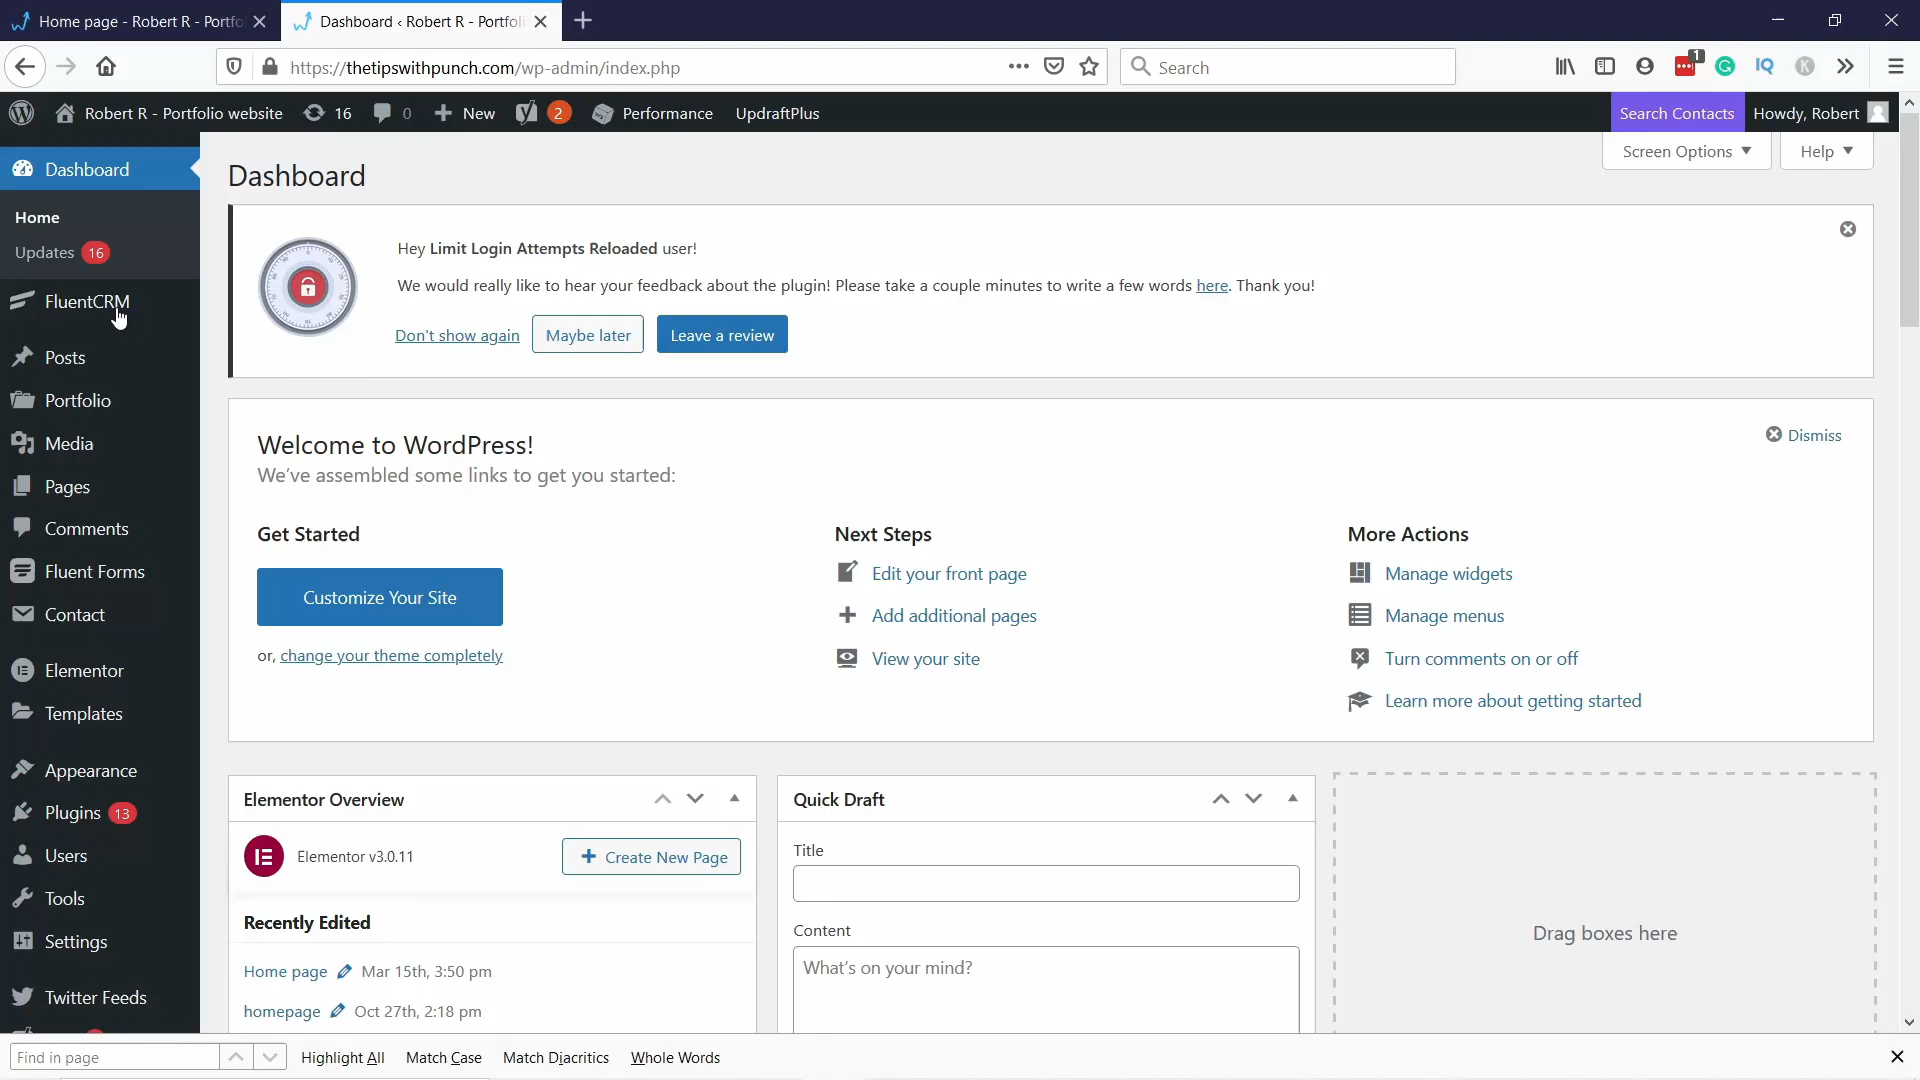 Home page - Robert R - Portfo
Dashboard ‹ Robert R - Portfoli
https://thetipswithpunch.com/wp-admin/index.php
Search
1
Robert R - Portfolio website
16
0
New
2
Performance
UpdraftPlus
Search Contacts
Howdy, Robert
Dashboard
Home
Updates 16
FluentCRM
Posts
Portfolio
Media
Pages
Comments
Fluent Forms
Contact
Elementor
Templates
Appearance
Plugins 13
Users
Tools
Settings
Twitter Feeds
Screen Options
Help
Dashboard
Hey Limit Login Attempts Reloaded user!
We would really like to hear your feedback about the plugin! Please take a couple minutes to write a few words here. Thank you!
Don't show again
Maybe later
Leave a review
Welcome to WordPress!
We've assembled some links to get you started:
Dismiss
Get Started
Customize Your Site
or, change your theme completely
Next Steps
Edit your front page
Add additional pages
View your site
More Actions
Manage widgets
Manage menus
Turn comments on or off
Learn more about getting started
Elementor Overview
Elementor v3.0.11
Create New Page
Recently Edited
Home page Mar 15th, 3:50 pm
homepage Oct 27th, 2:18 pm
Quick Draft
Title
Content
What's on your mind?
Drag boxes here
Find in page
Highlight All
Match Case
Match Diacritics
Whole Words